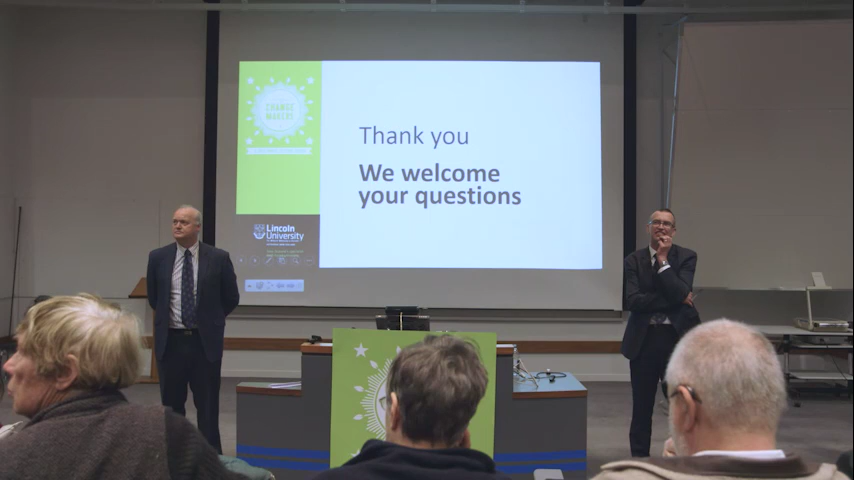 CHANGE
MAKERS
Thank you
We welcome
your questions
Lincoln
University